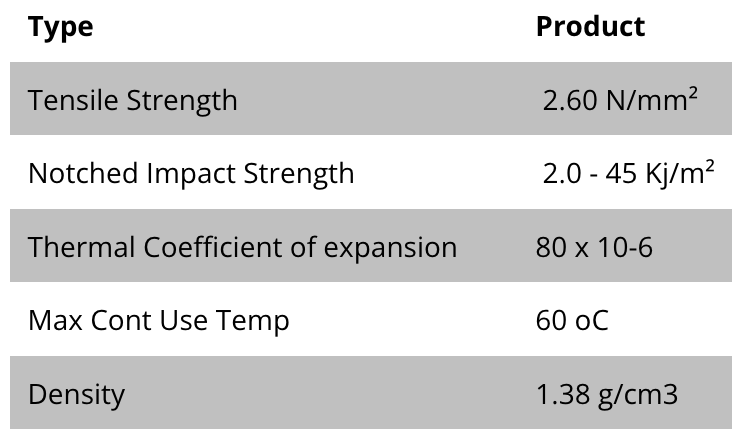 Type Product
Tensile Strength 2.60 N/mm²
Notched Impact Strength 2.0 - 45 Kj/m²
Thermal Coefficient of expansion 80 x 10-6
Max Cont Use Temp 60 oC
Density 1.38 g/cm3